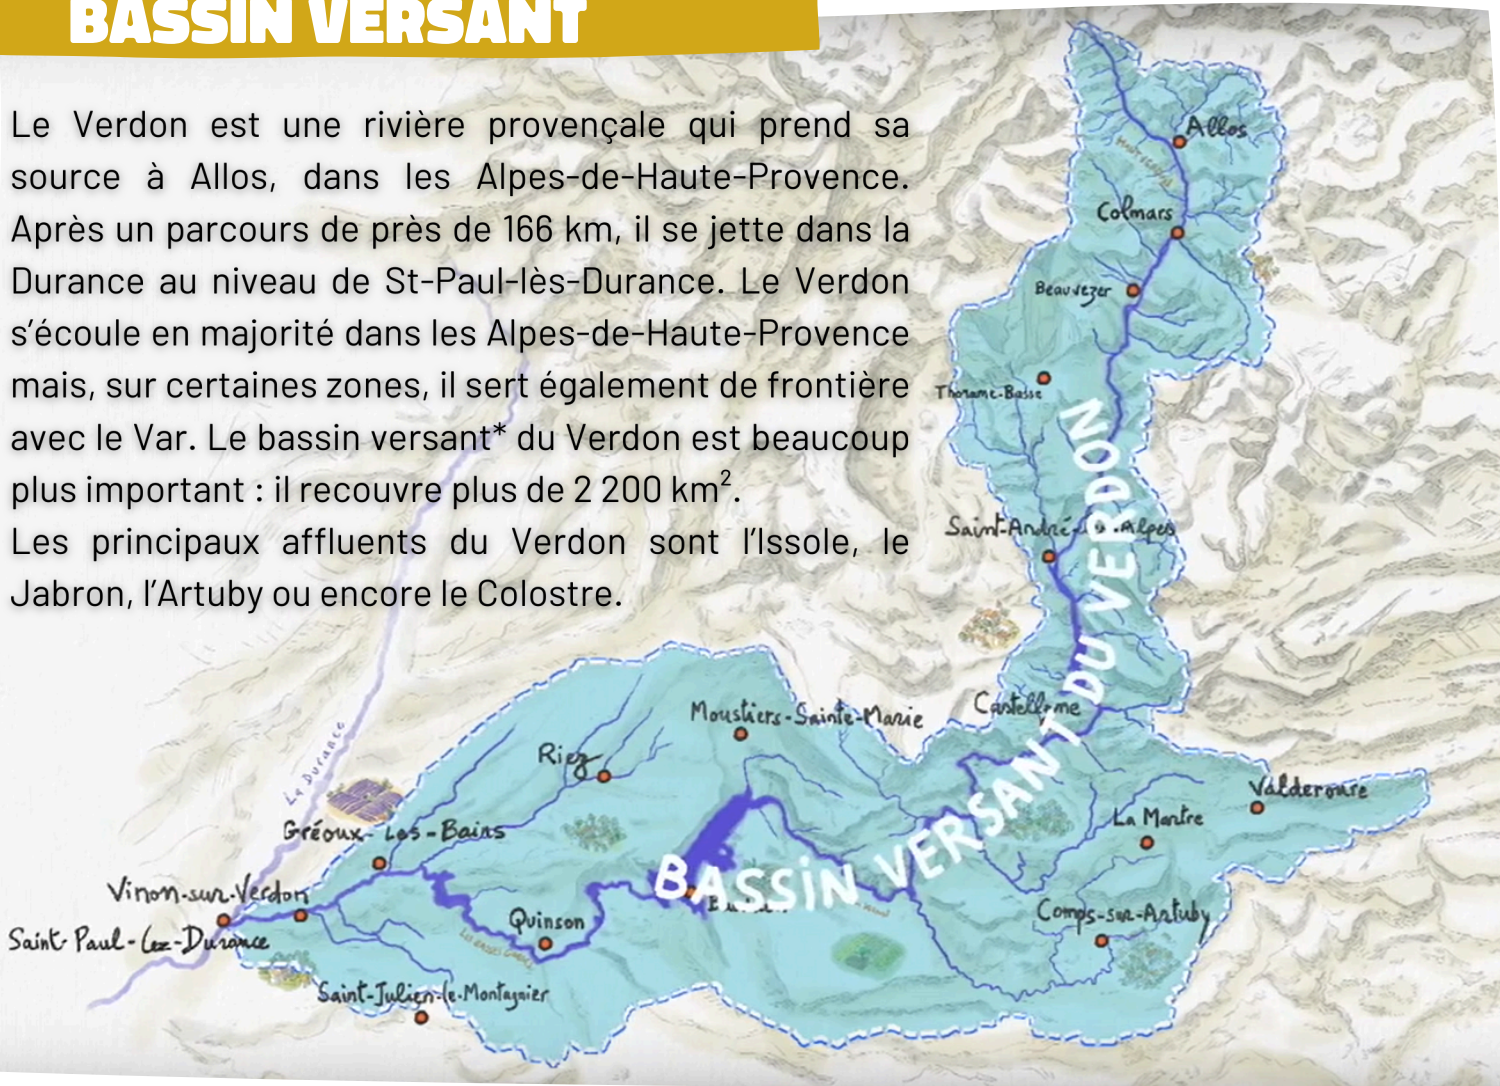 BASSIN VERSANT
Le Verdon est une rivière provençale qui prend sa
source à Allos, dans les Alpes-de-Haute-Provence.
Après un parcours de près de 166 km, il se jette dans la
Durance au niveau de St-Paul-lès-Durance. Le Verdon
s'écoule en majorité dans les Alpes-de-Haute-Provence
mais, sur certaines zones, il sert également de frontière
avec le Var. Le bassin versant* du Verdon est beaucoup
plus important : il recouvre plus de 2 200 km².
Les principaux affluents du Verdon sont l'Issole, le
Jabron, l'Artuby ou encore le Colostre.
Allos
Colmars
Beauvezer
Thorame-Basse
Saint-André- -Alpes
Castellane
BASSIN VERSANT DU VERDON
Moustiers-Sainte-Marie
Riez
La Durance
Valderoure
La Martre
Gréoux-Les-Bains
Vinon-sur-Verdon
Saint-Paul-Lez-Durance
Quinson
Comps-sur-Artuby
Saint-Julien-le-Montagnier